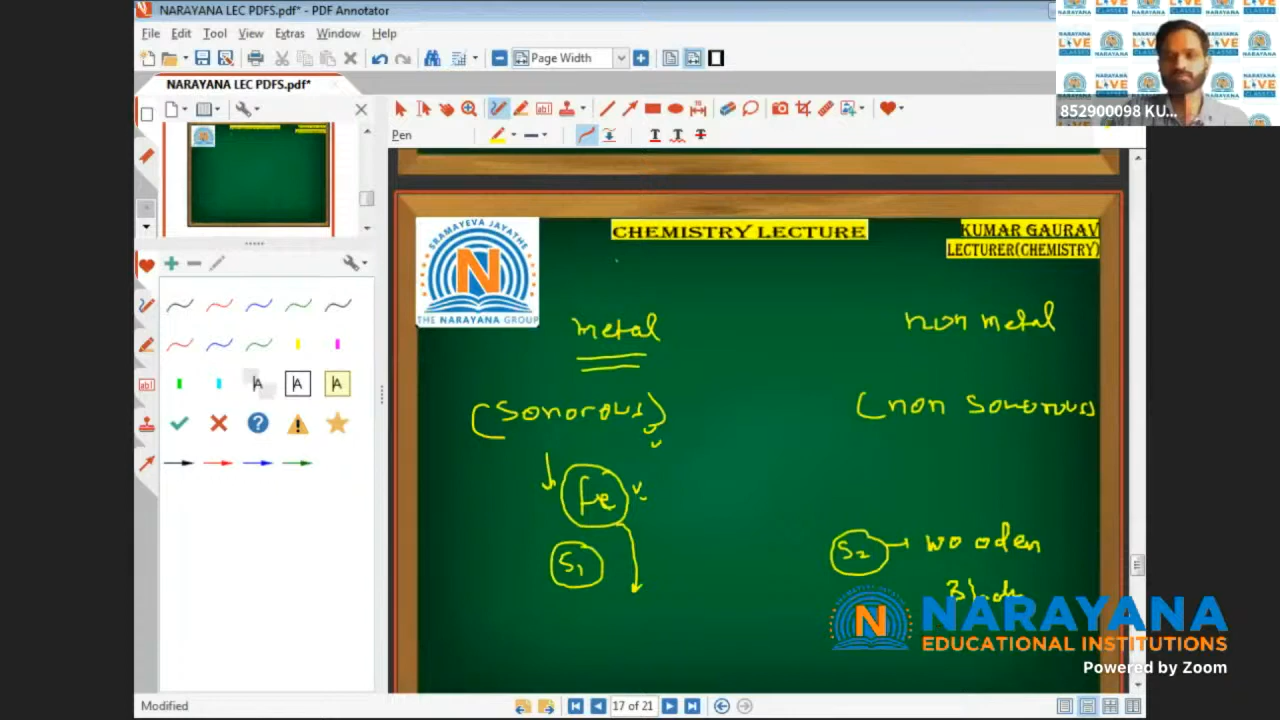 NARAYANA LEC PDFS.pdf* - PDF Annotator
File Edit Tool View Extras Window Help
Page Width
NARAYANA LEC PDFS.pdf*
Pen
852900098 KU...
SRAMAYEVA JAYATHE
N
THE NARAYANA GROUP
CHEMISTRY LECTURE
KUMAR GAURAV
LECTURER(CHEMISTRY)
metal
non metal
(Sonorous)
(non Sonorous
Fe
S1
S2 wooden
NARAYANA
EDUCATIONAL INSTITUTIONS
Powered by Zoom
Modified
17 of 21